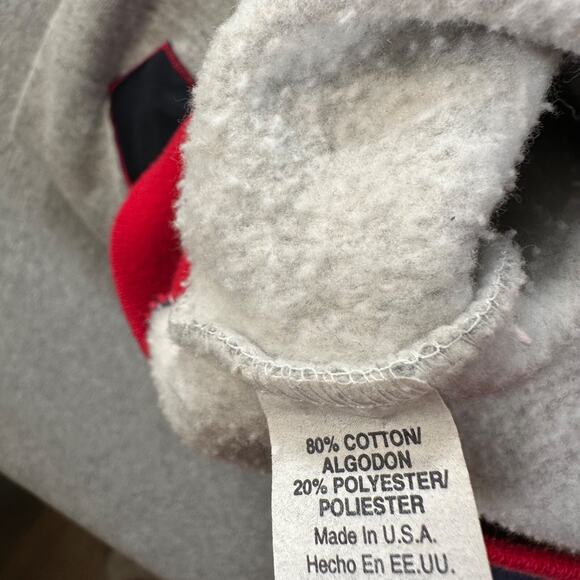 80% COTTON/
ALGODON
20% POLYESTER/
POLIESTER
Made In U.S.A.
Hecho En EE.UU.